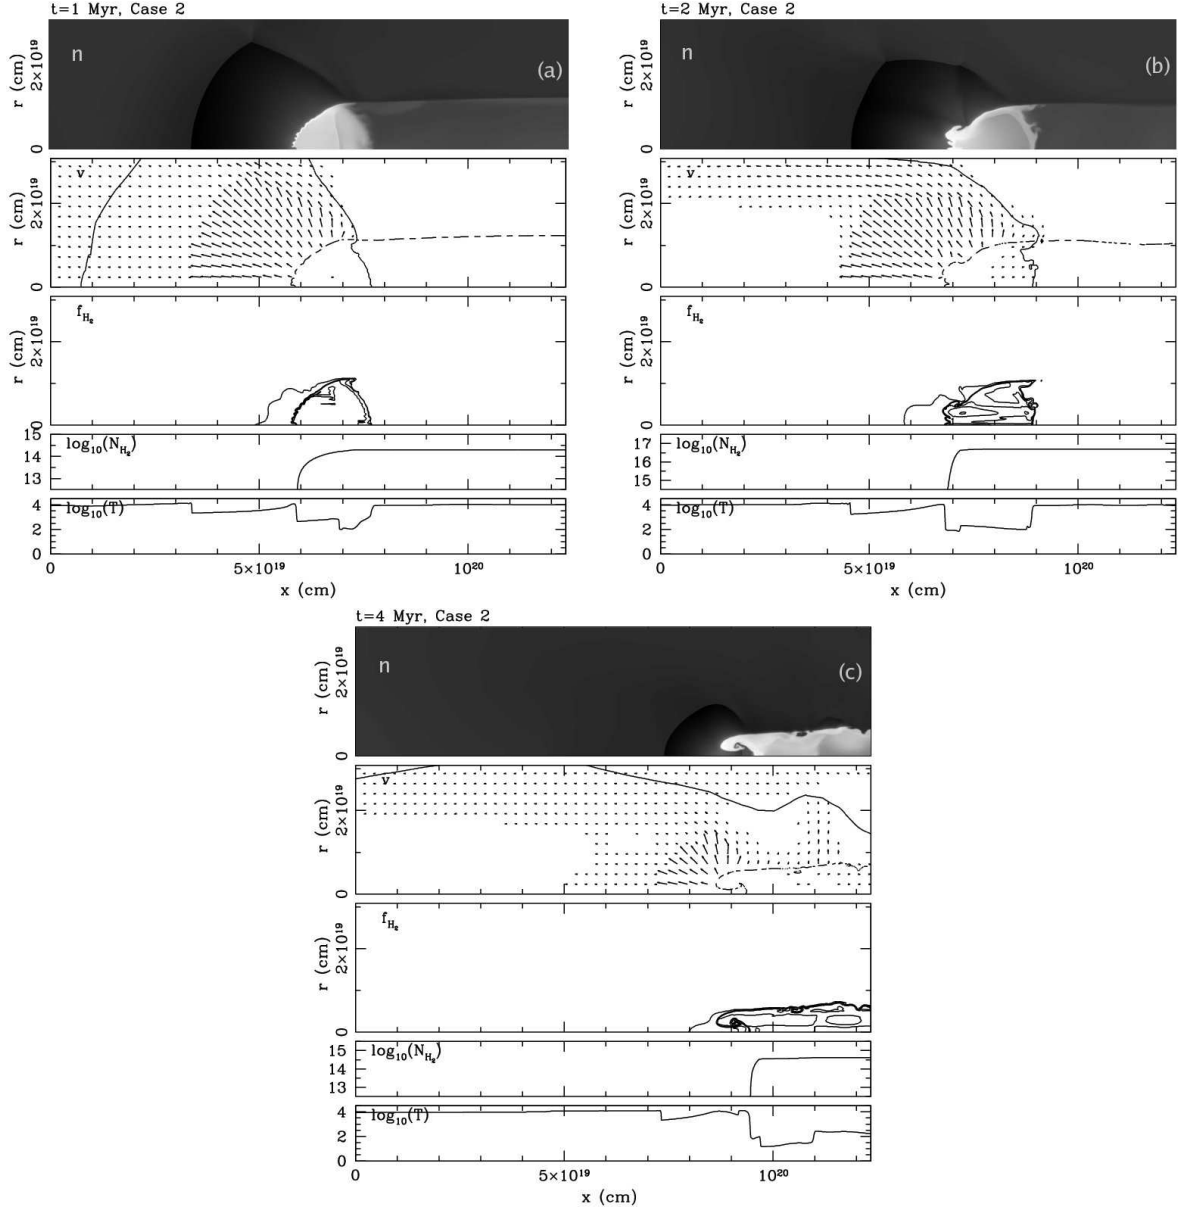 t=1 Myr, Case 2
n
(a)
r (cm)
0
2×10¹⁹
v
r (cm)
0
2×10¹⁹
f_H₂
r (cm)
0
2×10¹⁹
log₁₀(N_H₂)
15
14
13
log₁₀(T)
4
2
0
0
5×10¹⁹
10²⁰
x (cm)
t=2 Myr, Case 2
n
(b)
r (cm)
0
2×10¹⁹
v
r (cm)
0
2×10¹⁹
f_H₂
r (cm)
0
2×10¹⁹
log₁₀(N_H₂)
17
16
15
log₁₀(T)
4
2
0
0
5×10¹⁹
10²⁰
x (cm)
t=4 Myr, Case 2
n
(c)
r (cm)
0
2×10¹⁹
v
r (cm)
0
2×10¹⁹
f_H₂
r (cm)
0
2×10¹⁹
log₁₀(N_H₂)
15
14
13
log₁₀(T)
4
2
0
0
5×10¹⁹
10²⁰
x (cm)